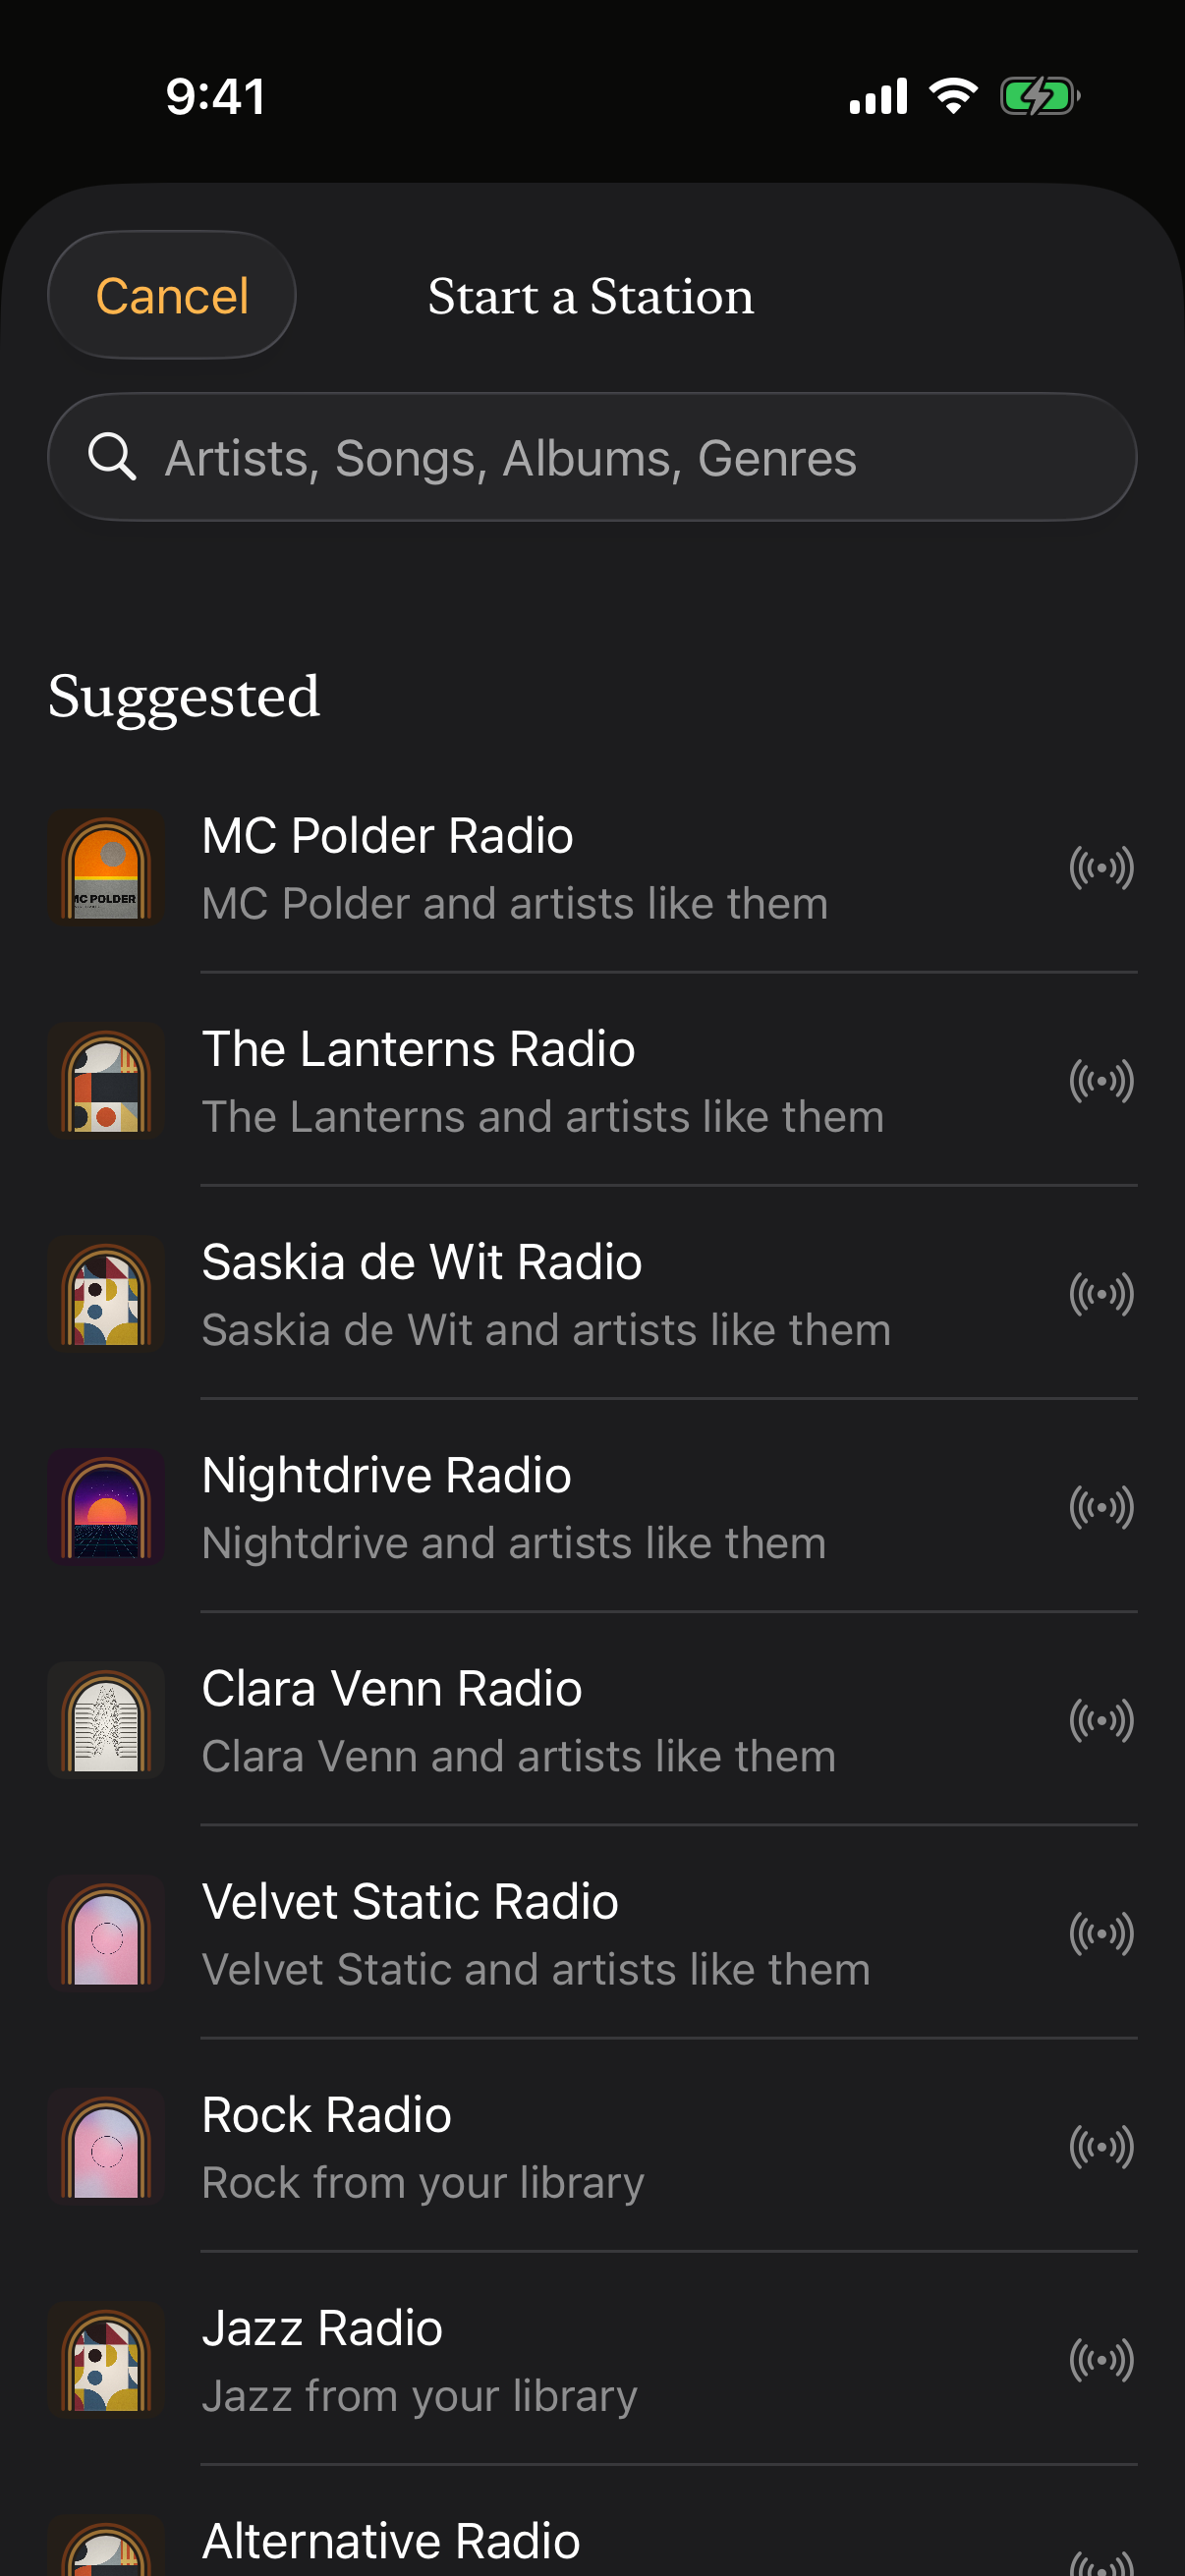 9:41
Cancel
Start a Station
Artists, Songs, Albums, Genres
Suggested
MC POLDER
MC Polder Radio
MC Polder and artists like them
The Lanterns Radio
The Lanterns and artists like them
Saskia de Wit Radio
Saskia de Wit and artists like them
Nightdrive Radio
Nightdrive and artists like them
Clara Venn Radio
Clara Venn and artists like them
Velvet Static Radio
Velvet Static and artists like them
Rock Radio
Rock from your library
Jazz Radio
Jazz from your library
Alternative Radio